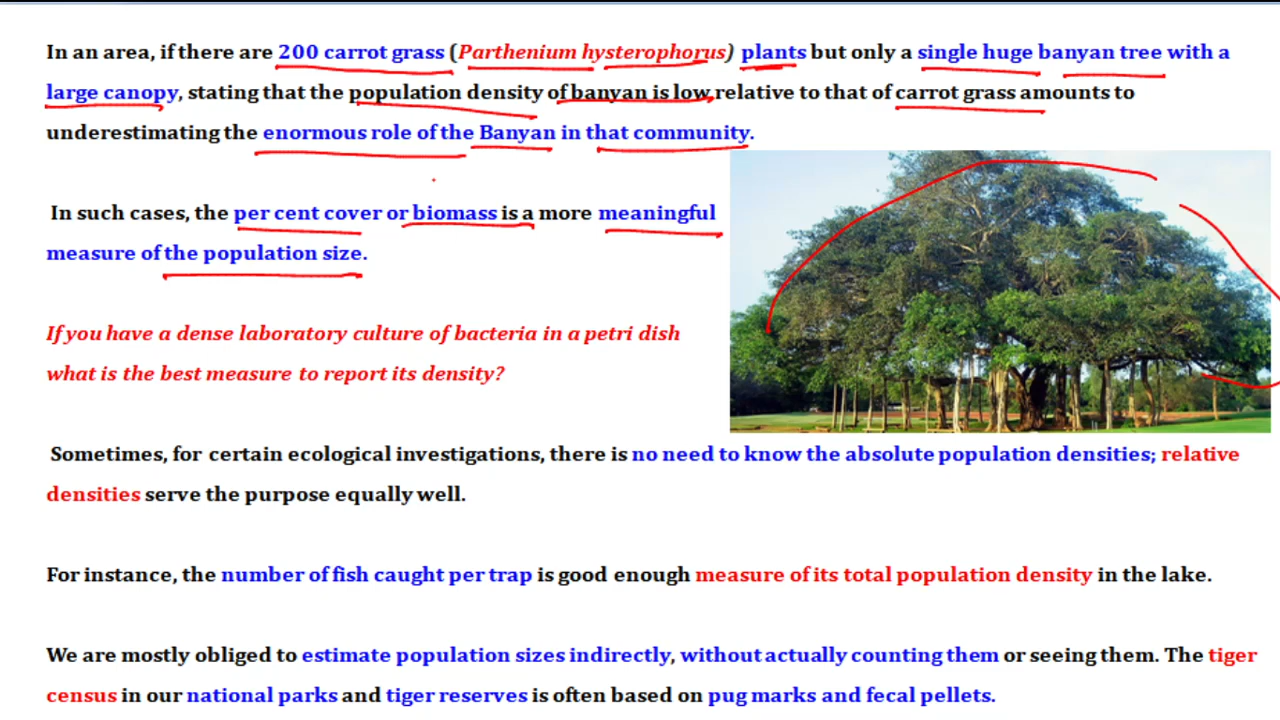 In an area, if there are 200 carrot grass (Parthenium hysterophorus) plants but only a single huge banyan tree with a
large canopy, stating that the population density of banyan is low relative to that of carrot grass amounts to
underestimating the enormous role of the Banyan in that community.
In such cases, the per cent cover or biomass is a more meaningful
measure of the population size.
If you have a dense laboratory culture of bacteria in a petri dish
what is the best measure to report its density?
Sometimes, for certain ecological investigations, there is no need to know the absolute population densities; relative
densities serve the purpose equally well.
For instance, the number of fish caught per trap is good enough measure of its total population density in the lake.
We are mostly obliged to estimate population sizes indirectly, without actually counting them or seeing them. The tiger
census in our national parks and tiger reserves is often based on pug marks and fecal pellets.